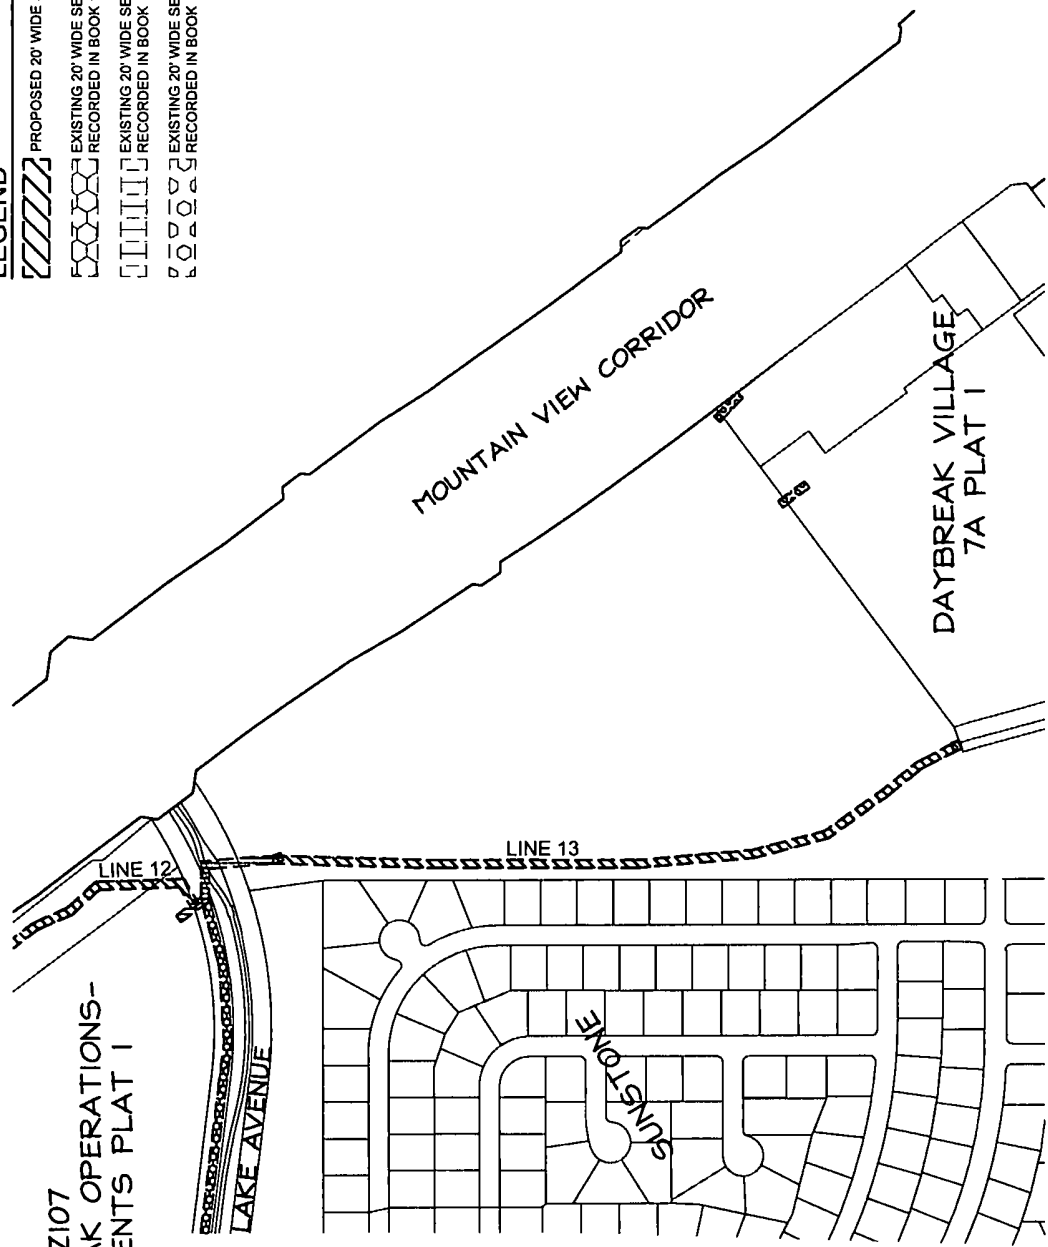 LEGEND
PROPOSED 20' WIDE
EXISTING 20' WIDE SE
RECORDED IN BOOK
EXISTING 20' WIDE SE
RECORDED IN BOOK
EXISTING 20' WIDE SE
RECORDED IN BOOK
MOUNTAIN VIEW CORRIDOR
DAYBREAK VILLAGE
7A PLAT 1
LINE 12
LINE 13
Z107
AK OPERATIONS-
ENTS PLAT 1
LAKE AVENUE
SUNSTONE